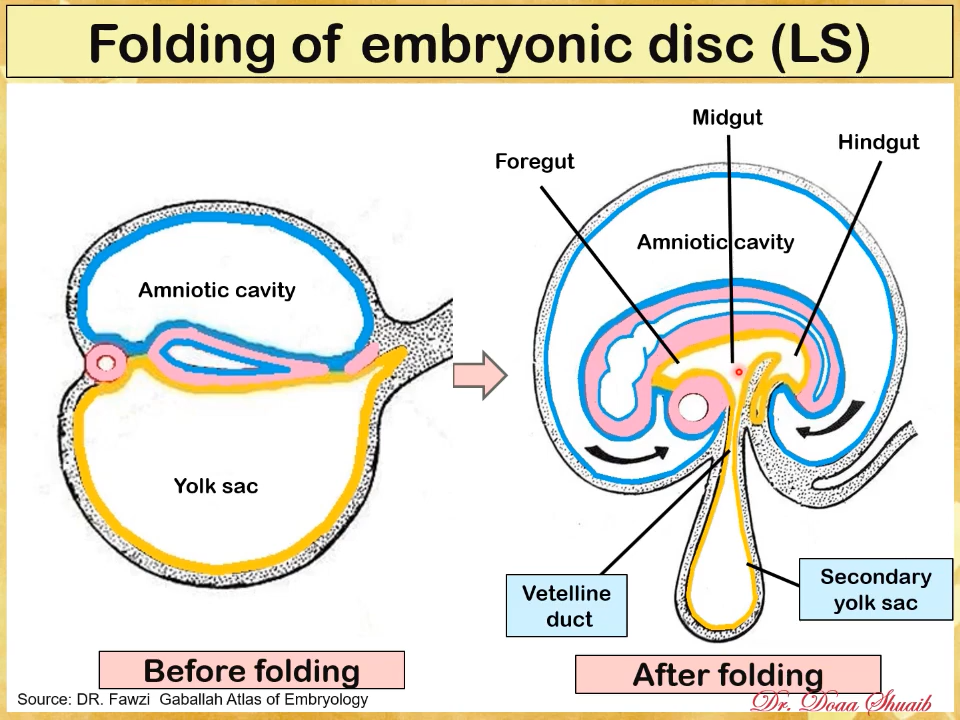 Folding of embryonic disc (LS)
Midgut
Hindgut
Foregut
Amniotic cavity
Amniotic cavity
Yolk sac
Vetelline
duct
Secondary
yolk sac
Before folding
After folding
Source: DR. Fawzi  Gaballah Atlas of Embryology
Dr. Doaa Shuaib